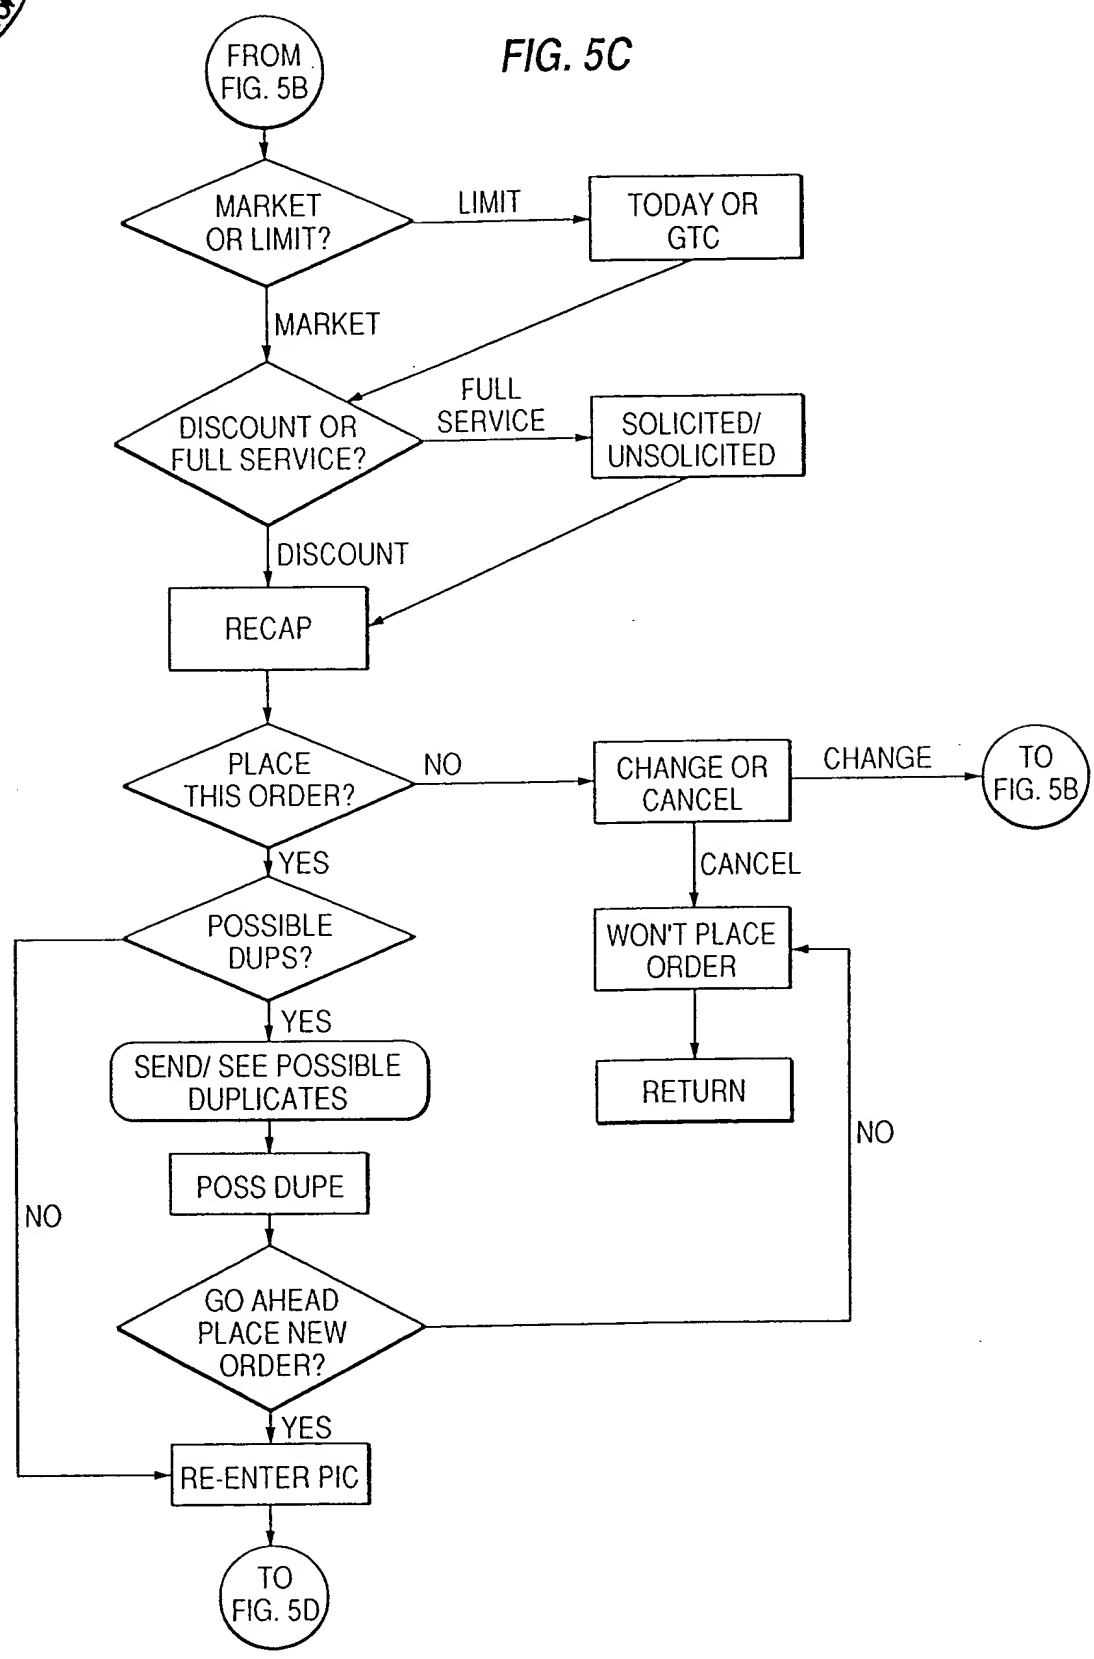 FIG. 5C
FROM
FIG. 5B
MARKET
OR LIMIT?
LIMIT
TODAY OR
GTC
MARKET
DISCOUNT OR
FULL SERVICE?
FULL
SERVICE
SOLICITED/
UNSOLICITED
DISCOUNT
RECAP
PLACE
THIS ORDER?
NO
CHANGE OR
CANCEL
CHANGE
TO
FIG. 5B
YES
CANCEL
POSSIBLE
DUPS?
WON'T PLACE
ORDER
YES
SEND/ SEE POSSIBLE
DUPLICATES
RETURN
NO
POSS DUPE
NO
GO AHEAD
PLACE NEW
ORDER?
YES
RE-ENTER PIC
TO
FIG. 5D